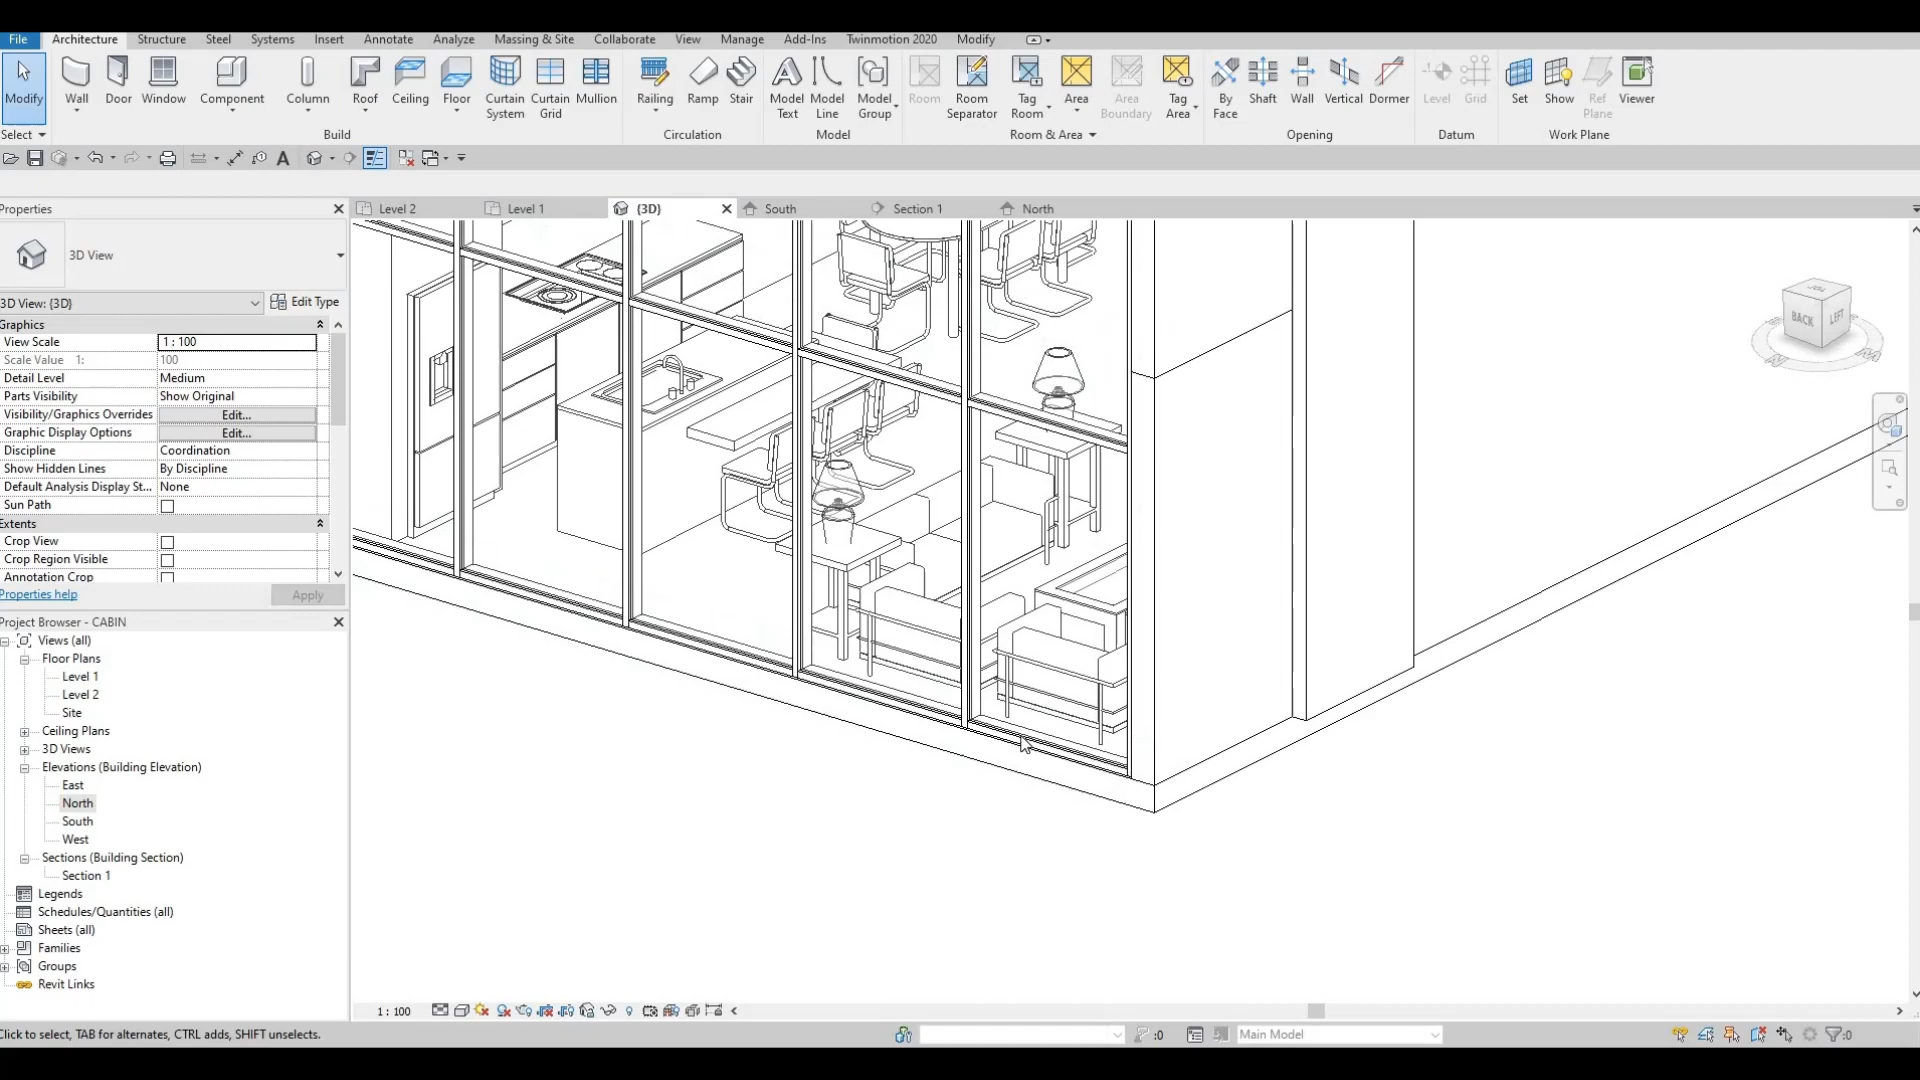 File Architecture Structure Steel Systems Insert Annotate Analyze Massing & Site Collaborate View Manage Add-Ins Twinmotion 2020 Modify
Modify Wall Door Window Component Column Roof Ceiling Floor Curtain System Curtain Grid Mullion Railing Ramp Stair Model Text Model Line Model Group Room Room Separator Tag Room Area Area Boundary Tag Area By Face Shaft Wall Vertical Dormer Level Grid Set Show Ref Plane Viewer
Select Build Circulation Model Room & Area Opening Datum Work Plane
Properties
Level 2 Level 1 {3D} South Section 1 North
3D View
3D View: {3D} Edit Type
Graphics
View Scale 1 : 100
Scale Value 1: 100
Detail Level Medium
Parts Visibility Show Original
Visibility/Graphics Overrides Edit...
Graphic Display Options Edit...
Discipline Coordination
Show Hidden Lines By Discipline
Default Analysis Display St... None
Sun Path
Extents
Crop View
Crop Region Visible
Annotation Crop
Properties help Apply
TOP
BACK LEFT
Project Browser - CABIN
Views (all)
Floor Plans
Level 1
Level 2
Site
Ceiling Plans
3D Views
Elevations (Building Elevation)
East
North
South
West
Sections (Building Section)
Section 1
Legends
Schedules/Quantities (all)
Sheets (all)
Families
Groups
Revit Links
1 : 100
Click to select, TAB for alternates, CTRL adds, SHIFT unselects. :0 Main Model :0